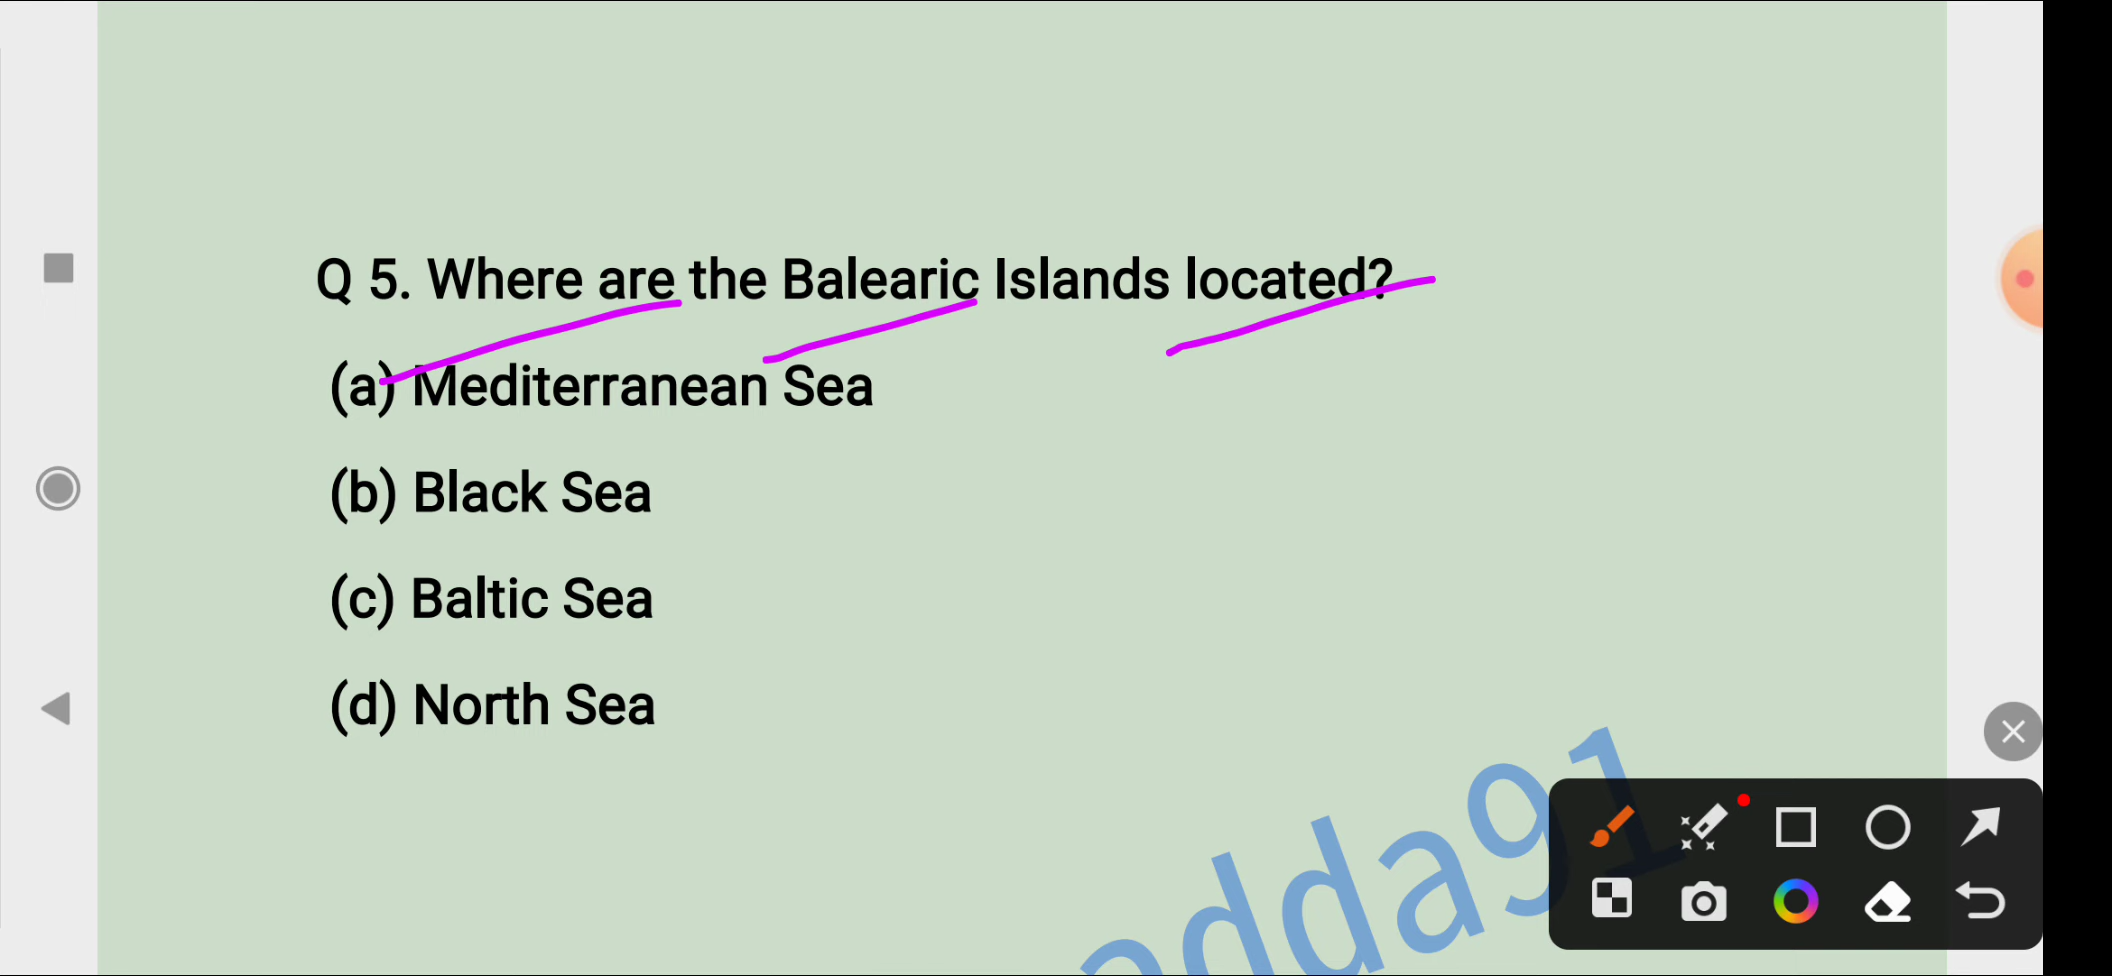 Q 5. Where are the Balearic Islands located?
(a) Mediterranean Sea
(b) Black Sea
(c) Baltic Sea
(d) North Sea
adda91